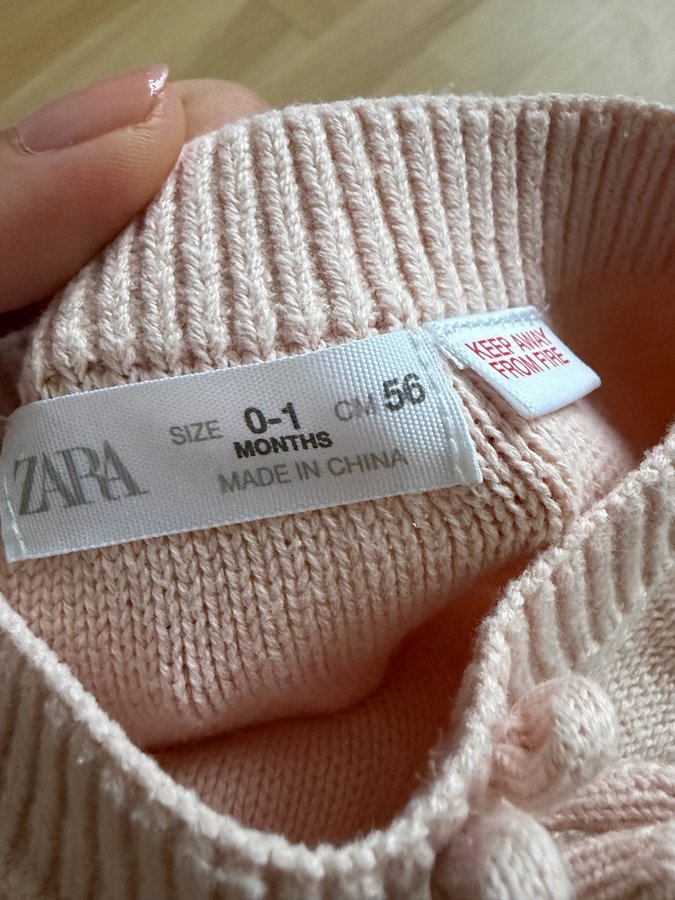 ZARA
SIZE 0-1 CM 56
MONTHS
MADE IN CHINA
KEEP AWAY
FROM FIRE